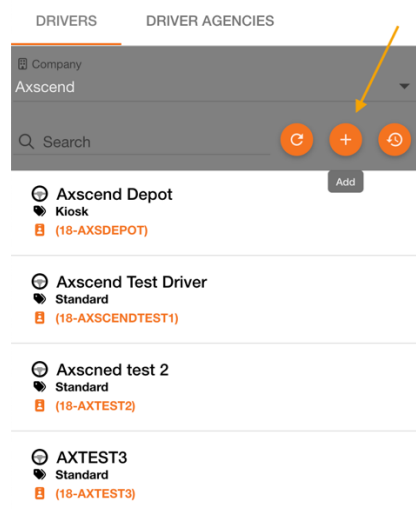 DRIVERS DRIVER AGENCIES
Company
Axscend
Search
Add
Axscend Depot
Kiosk
(18-AXSDEPOT)
Axscend Test Driver
Standard
(18-AXSCENDTEST1)
Axscned test 2
Standard
(18-AXTEST2)
AXTEST3
Standard
(18-AXTEST3)